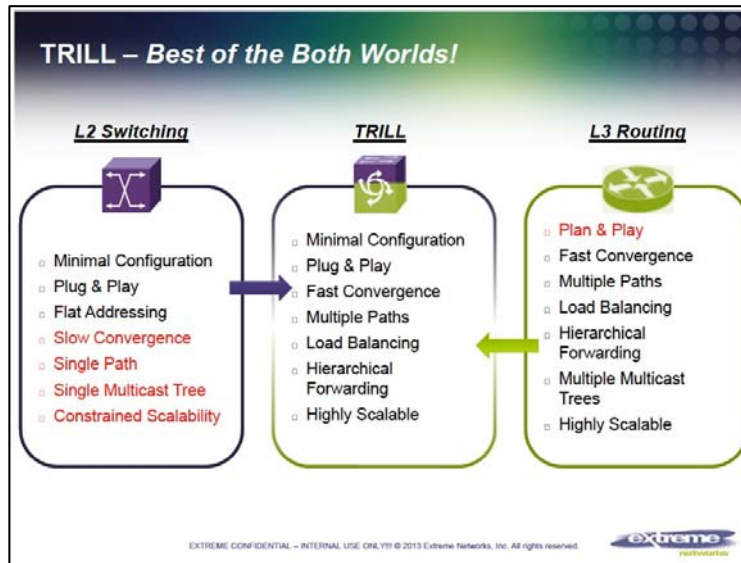 TRILL – Best of the Both Worlds!
L2 Switching
Minimal Configuration
Plug & Play
Flat Addressing
Slow Convergence
Single Path
Single Multicast Tree
Constrained Scalability
TRILL
Minimal Configuration
Plug & Play
Fast Convergence
Multiple Paths
Load Balancing
Hierarchical
Forwarding
Highly Scalable
L3 Routing
Plan & Play
Fast Convergence
Multiple Paths
Load Balancing
Hierarchical
Forwarding
Multiple Multicast
Trees
Highly Scalable
EXTREME CONFIDENTIAL – INTERNAL USE ONLY!!! © 2013 Extreme Networks, Inc. All rights reserved.
extreme
networks